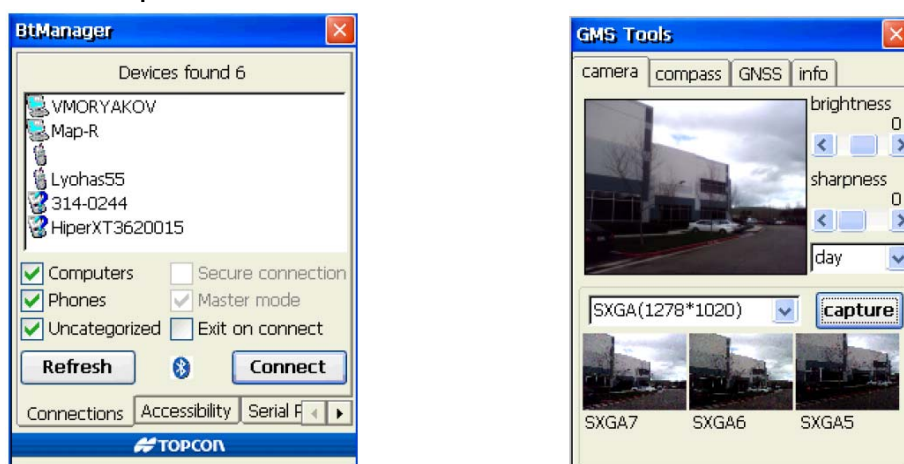 BtManager
Devices found 6
VMORYAKOV
Map-R
Lyohas55
314-0244
HiperXT3620015
Computers
Secure connection
Phones
Master mode
Uncategorized
Exit on connect
Refresh
Connect
Connections
Accessibility
TOPCON
GMS Tools
camera
compass
GNSS
info
brightness
0
sharpness
0
day
SXGA(1278*1020)
capture
SXGA7
SXGA6
SXGA5